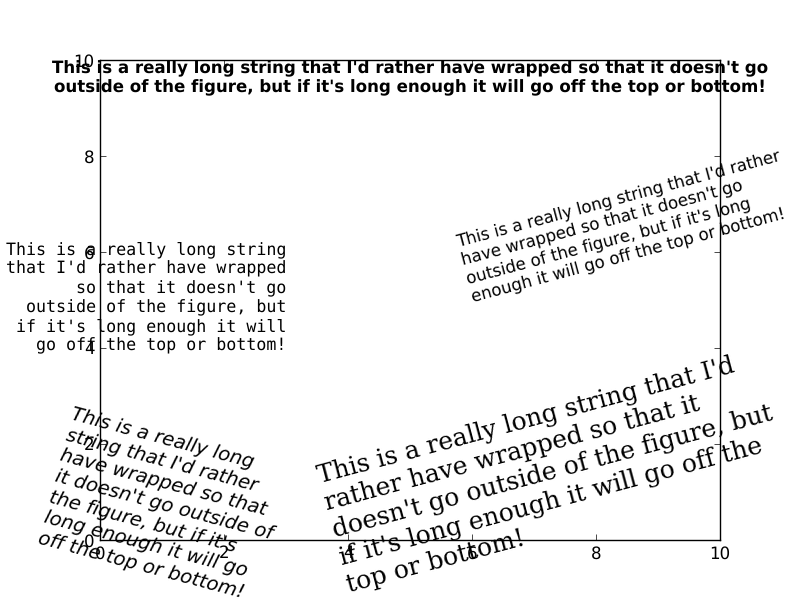 10
This is a really long string that I'd rather have wrapped so that it doesn't go
outside of the figure, but if it's long enough it will go off the top or bottom!
8
This is a really long string that I'd rather
have wrapped so that it doesn't go
outside of the figure, but if it's long
enough it will go off the top or bottom!
6
This is a really long string
that I'd rather have wrapped
so that it doesn't go
outside of the figure, but
if it's long enough it will
go off the top or bottom!
4
This is a really long string that I'd
rather have wrapped so that it
doesn't go outside of the figure, but
if it's long enough it will go off the
top or bottom!
This is a really long
string that I'd rather
have wrapped so that
it doesn't go outside of
the figure, but if it's
long enough it will go
off the top or bottom!
2
0
0 2 4 6 8 10